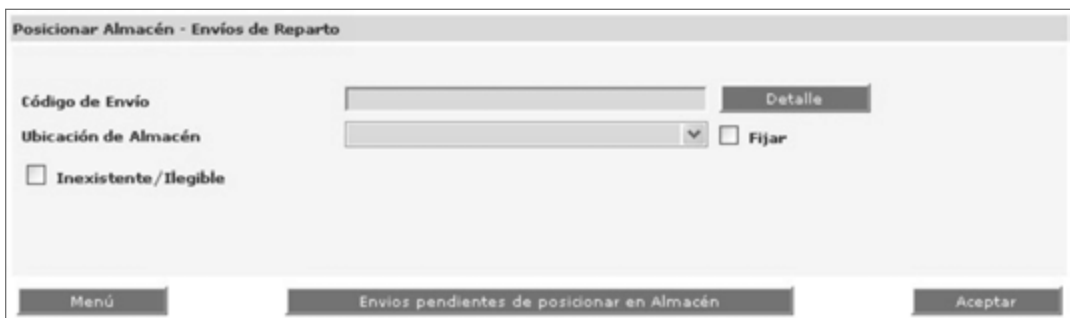 Posicionar Almacén - Envíos de Reparto
Código de Envío Detalle
Ubicación de Almacén Fijar
Inexistente/Ilegible
Menú Envios pendientes de posicionar en Almacén Aceptar